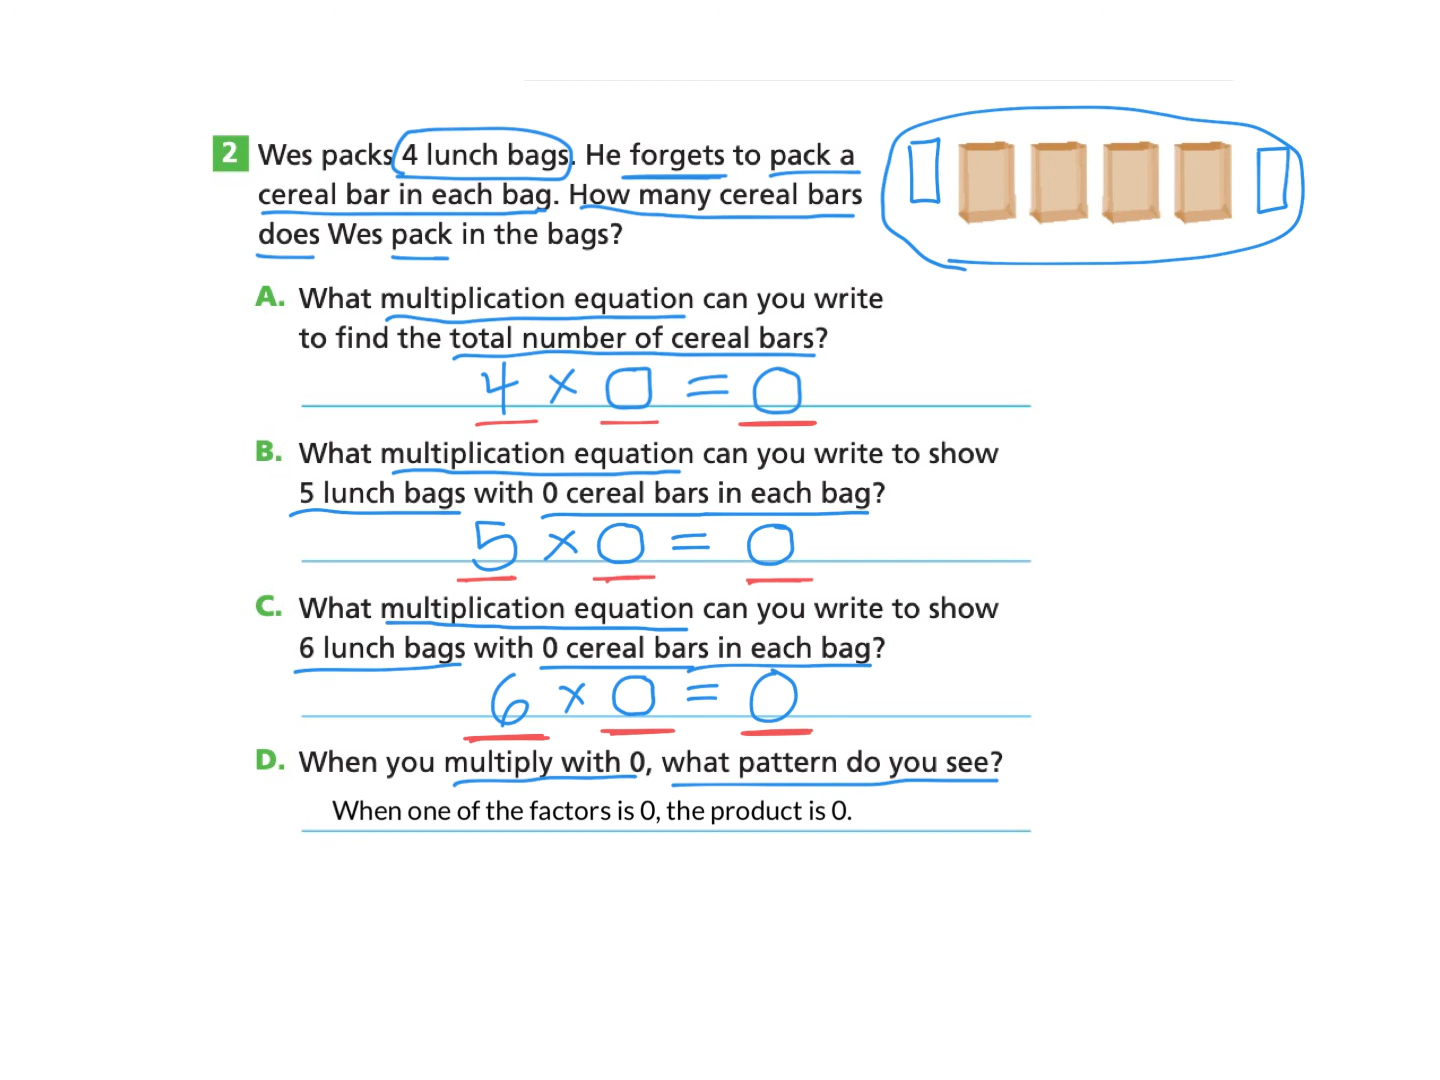 2 Wes packs 4 lunch bags. He forgets to pack a
cereal bar in each bag. How many cereal bars
does Wes pack in the bags?
A. What multiplication equation can you write
to find the total number of cereal bars?
4 × 0 = 0
B. What multiplication equation can you write to show
5 lunch bags with 0 cereal bars in each bag?
5 × 0 = 0
C. What multiplication equation can you write to show
6 lunch bags with 0 cereal bars in each bag?
6 × 0 = 0
D. When you multiply with 0, what pattern do you see?
When one of the factors is 0, the product is 0.